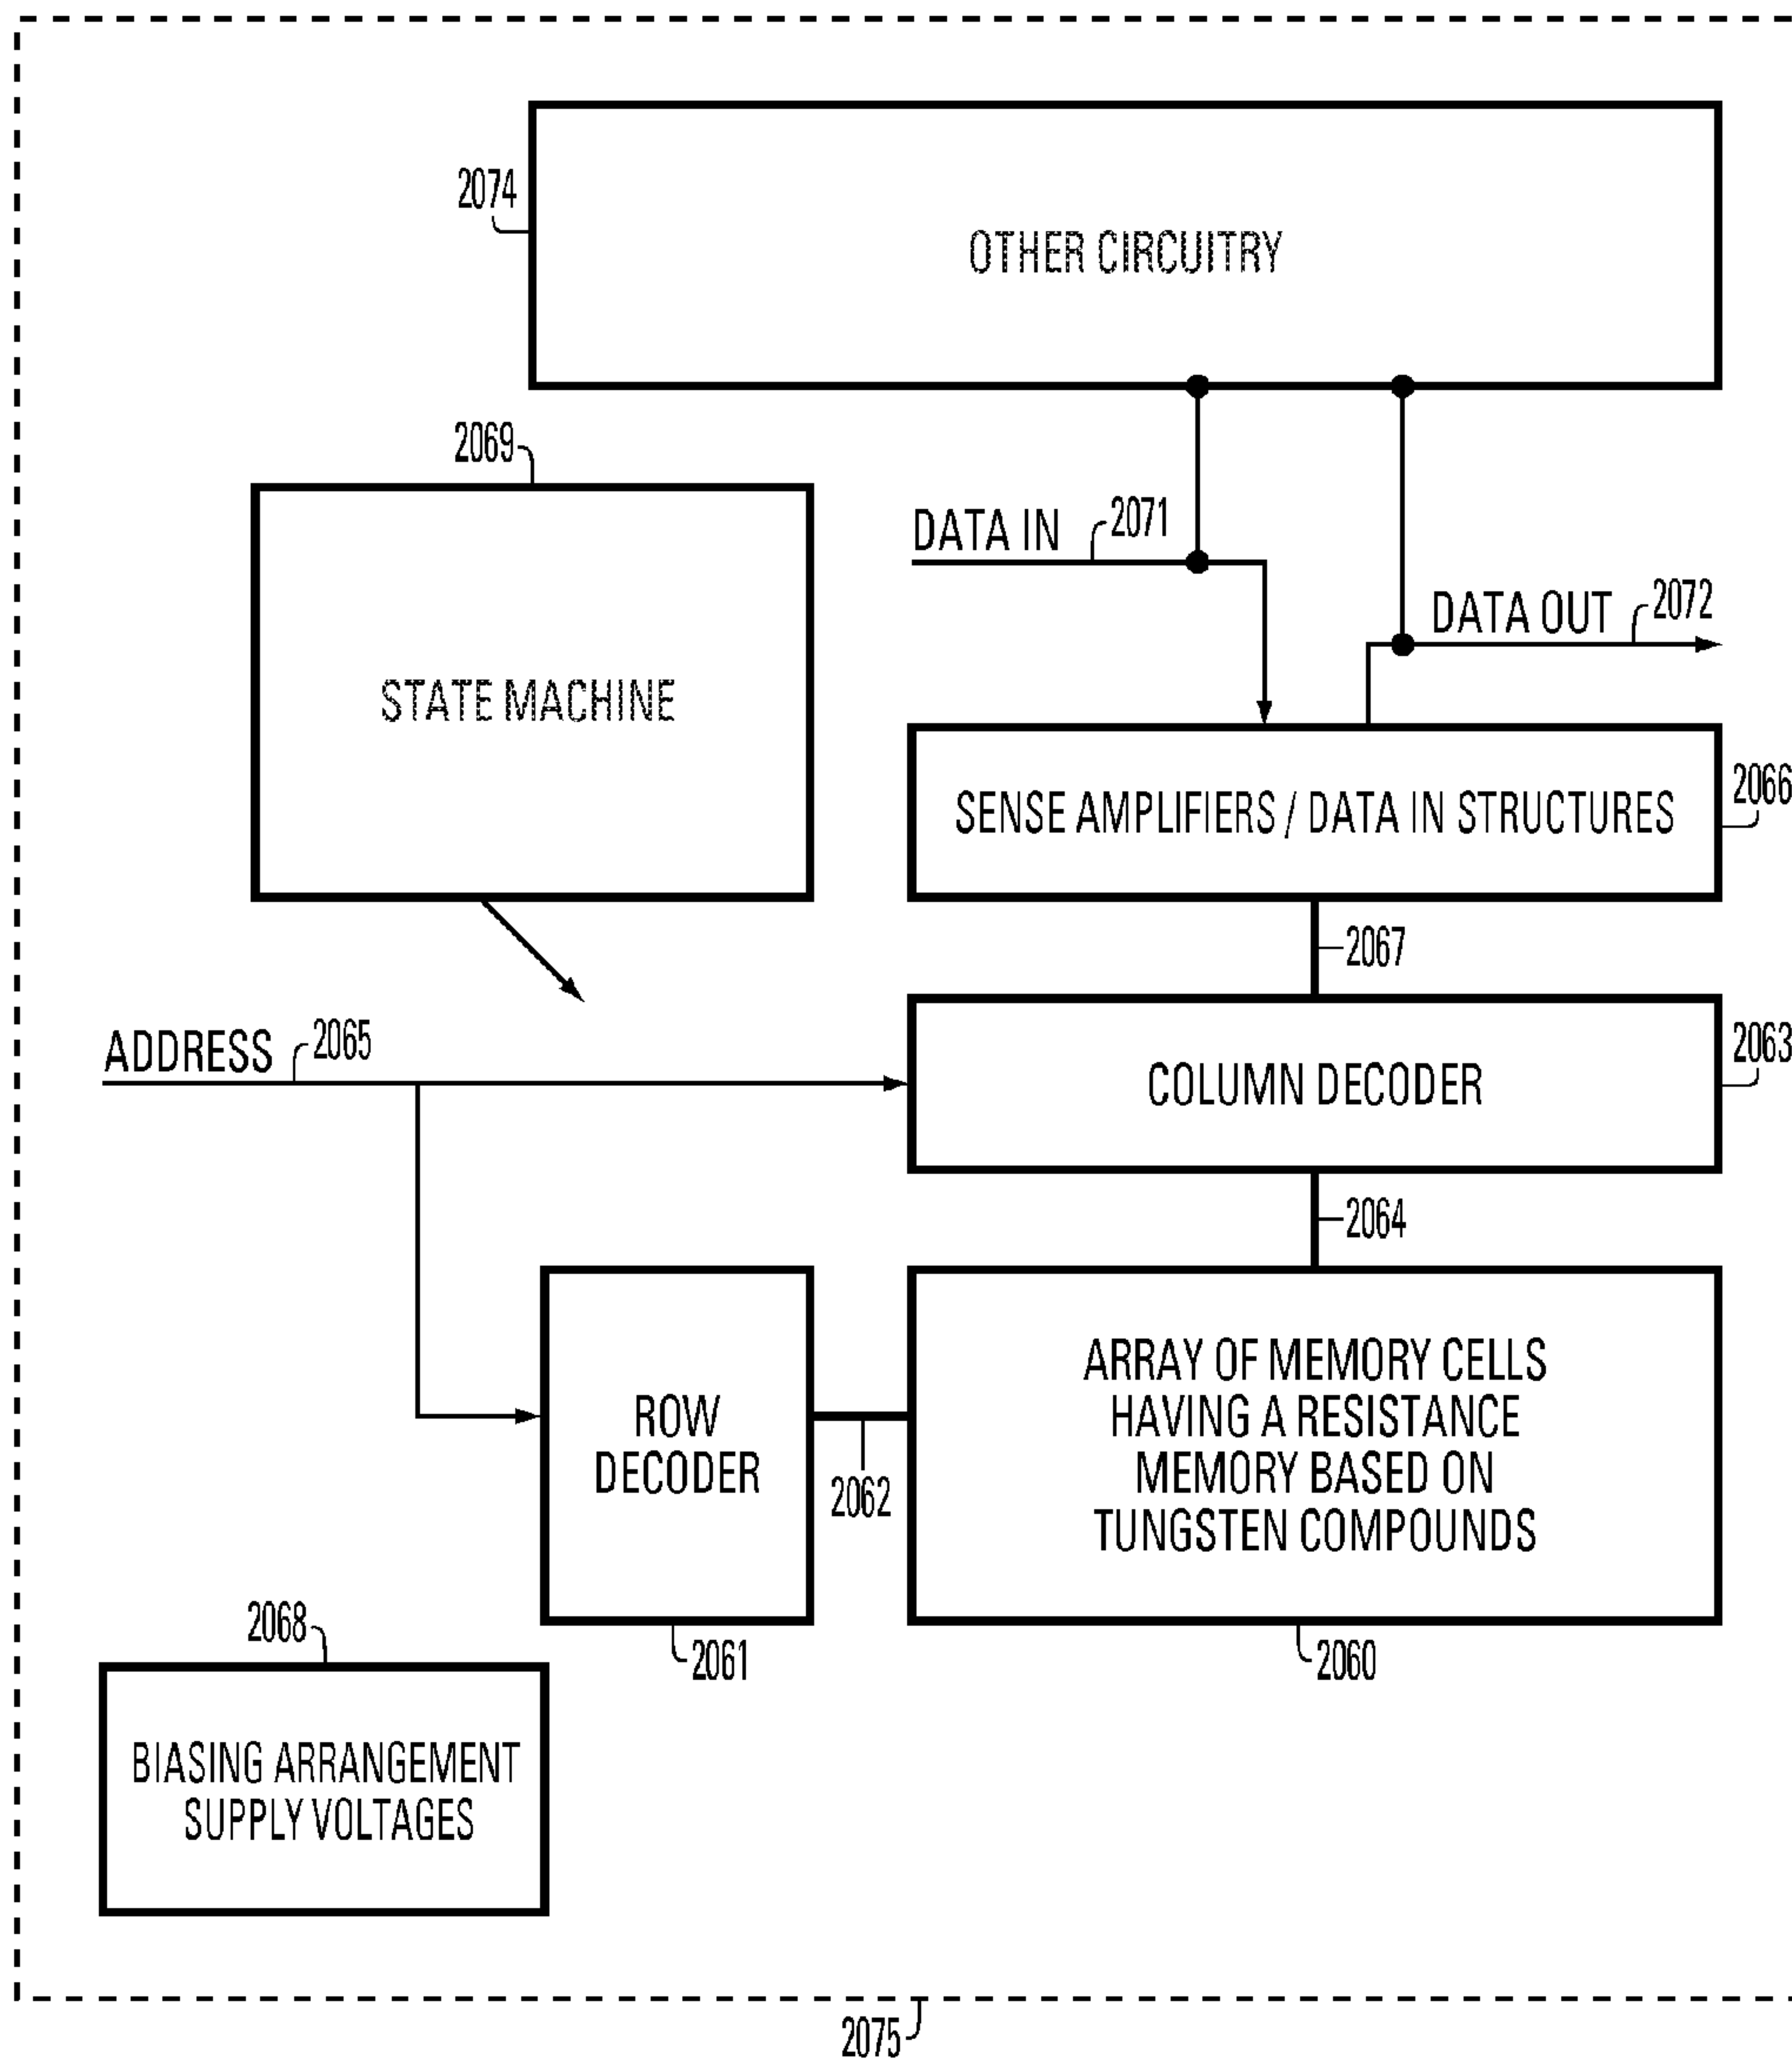 2074
OTHER CIRCUITRY
2069
STATE MACHINE
DATA IN
2071
DATA OUT
2072
SENSE AMPLIFIERS / DATA IN STRUCTURES
2066
2067
ADDRESS
2065
COLUMN DECODER
2063
2064
ROW
DECODER
2062
ARRAY OF MEMORY CELLS
HAVING A RESISTANCE
MEMORY BASED ON
TUNGSTEN COMPOUNDS
2061
2060
2068
BIASING ARRANGEMENT
SUPPLY VOLTAGES
2075